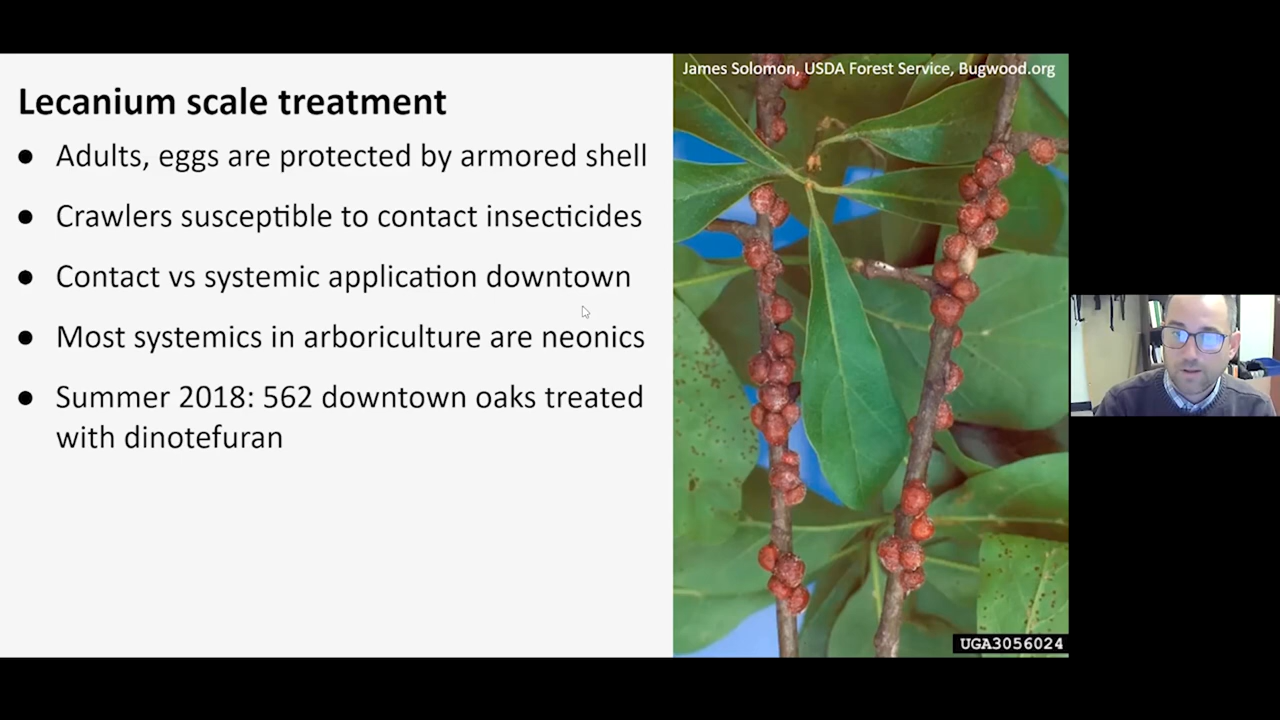 James Solomon, USDA Forest Service, Bugwood.org
Lecanium scale treatment
● Adults, eggs are protected by armored shell
● Crawlers susceptible to contact insecticides
● Contact vs systemic application downtown
● Most systemics in arboriculture are neonics
● Summer 2018: 562 downtown oaks treated
with dinotefuran
UGA3056024